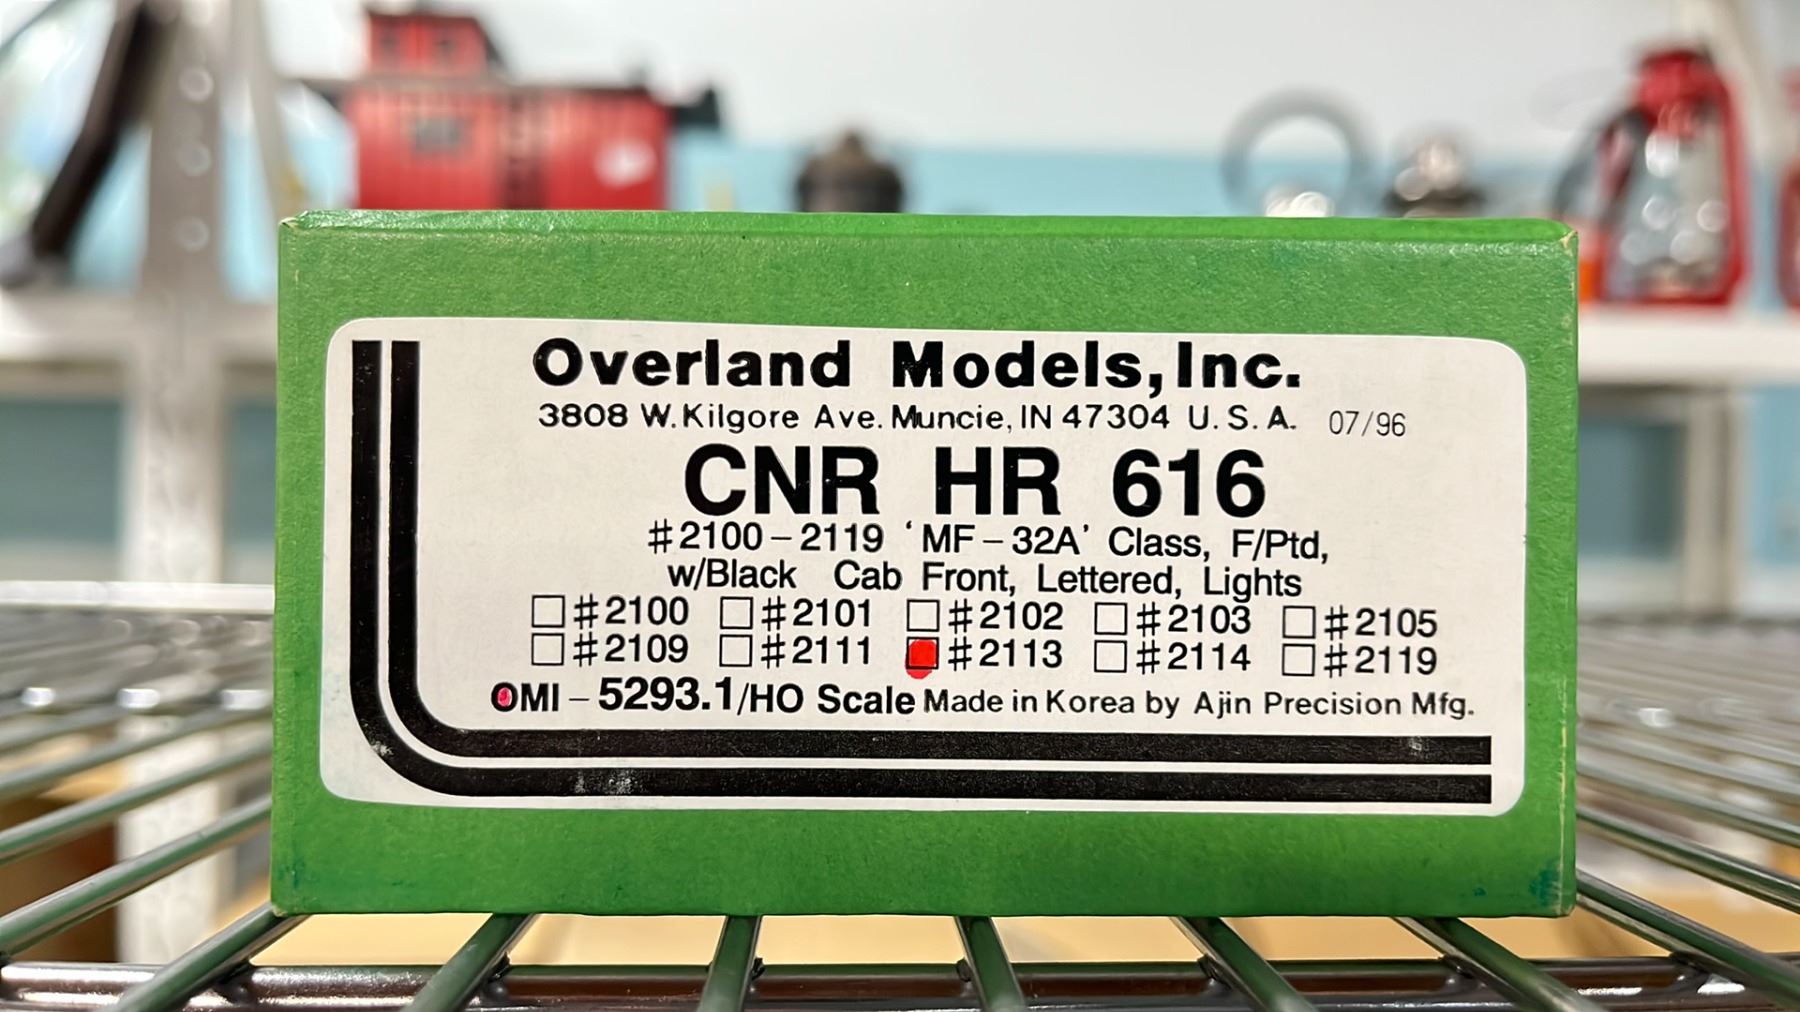 Overland Models, Inc.
3808 W. Kilgore Ave. Muncie, IN 47304 U. S. A. 07/96
CNR HR 616
#2100 – 2119 'MF – 32A' Class, F/Ptd,
w/Black Cab Front, Lettered, Lights
☐ #2100 ☐ #2101 ☐ #2102 ☐ #2103 ☐ #2105
☐ #2109 ☐ #2111 ■ #2113 ☐ #2114 ☐ #2119
OMI – 5293.1/HO Scale Made in Korea by Ajin Precision Mfg.